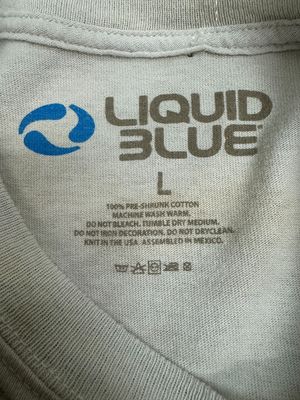 LIQUID
BLUE
L
100% PRE-SHRUNK COTTON
MACHINE WASH WARM.
DO NOT BLEACH. TUMBLE DRY MEDIUM.
DO NOT IRON DECORATION. DO NOT DRYCLEAN.
KNIT IN THE USA. ASSEMBLED IN MEXICO.